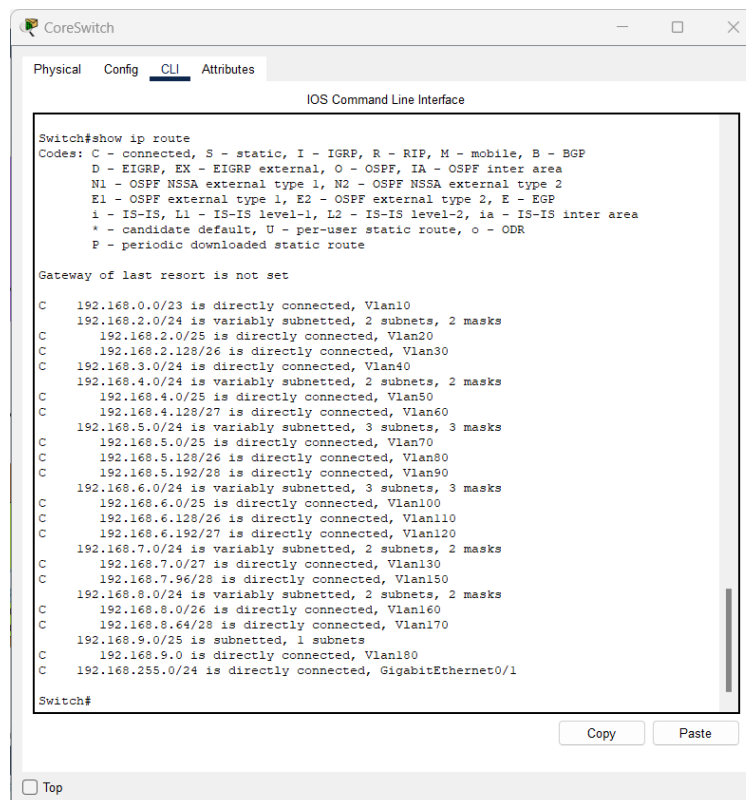 CoreSwitch
Physical Config CLI Attributes
IOS Command Line Interface
Switch#show ip route
Codes: C - connected, S - static, I - IGRP, R - RIP, M - mobile, B - BGP
D - EIGRP, EX - EIGRP external, O - OSPF, IA - OSPF inter area
N1 - OSPF NSSA external type 1, N2 - OSPF NSSA external type 2
E1 - OSPF external type 1, E2 - OSPF external type 2, E - EGP
i - IS-IS, L1 - IS-IS level-1, L2 - IS-IS level-2, ia - IS-IS inter area
* - candidate default, U - per-user static route, o - ODR
P - periodic downloaded static route
Gateway of last resort is not set
C 192.168.0.0/23 is directly connected, Vlan10
192.168.2.0/24 is variably subnetted, 2 subnets, 2 masks
C 192.168.2.0/25 is directly connected, Vlan20
C 192.168.2.128/26 is directly connected, Vlan30
C 192.168.3.0/24 is directly connected, Vlan40
192.168.4.0/24 is variably subnetted, 2 subnets, 2 masks
C 192.168.4.0/25 is directly connected, Vlan50
C 192.168.4.128/27 is directly connected, Vlan60
192.168.5.0/24 is variably subnetted, 3 subnets, 3 masks
C 192.168.5.0/25 is directly connected, Vlan70
C 192.168.5.128/26 is directly connected, Vlan80
C 192.168.5.192/28 is directly connected, Vlan90
192.168.6.0/24 is variably subnetted, 3 subnets, 3 masks
C 192.168.6.0/25 is directly connected, Vlan100
C 192.168.6.128/26 is directly connected, Vlan110
C 192.168.6.192/27 is directly connected, Vlan120
192.168.7.0/24 is variably subnetted, 2 subnets, 2 masks
C 192.168.7.0/27 is directly connected, Vlan130
C 192.168.7.96/28 is directly connected, Vlan150
192.168.8.0/24 is variably subnetted, 2 subnets, 2 masks
C 192.168.8.0/26 is directly connected, Vlan160
C 192.168.8.64/28 is directly connected, Vlan170
192.168.9.0/25 is subnetted, 1 subnets
C 192.168.9.0 is directly connected, Vlan180
C 192.168.255.0/24 is directly connected, GigabitEthernet0/1
Switch#
Copy Paste
Top